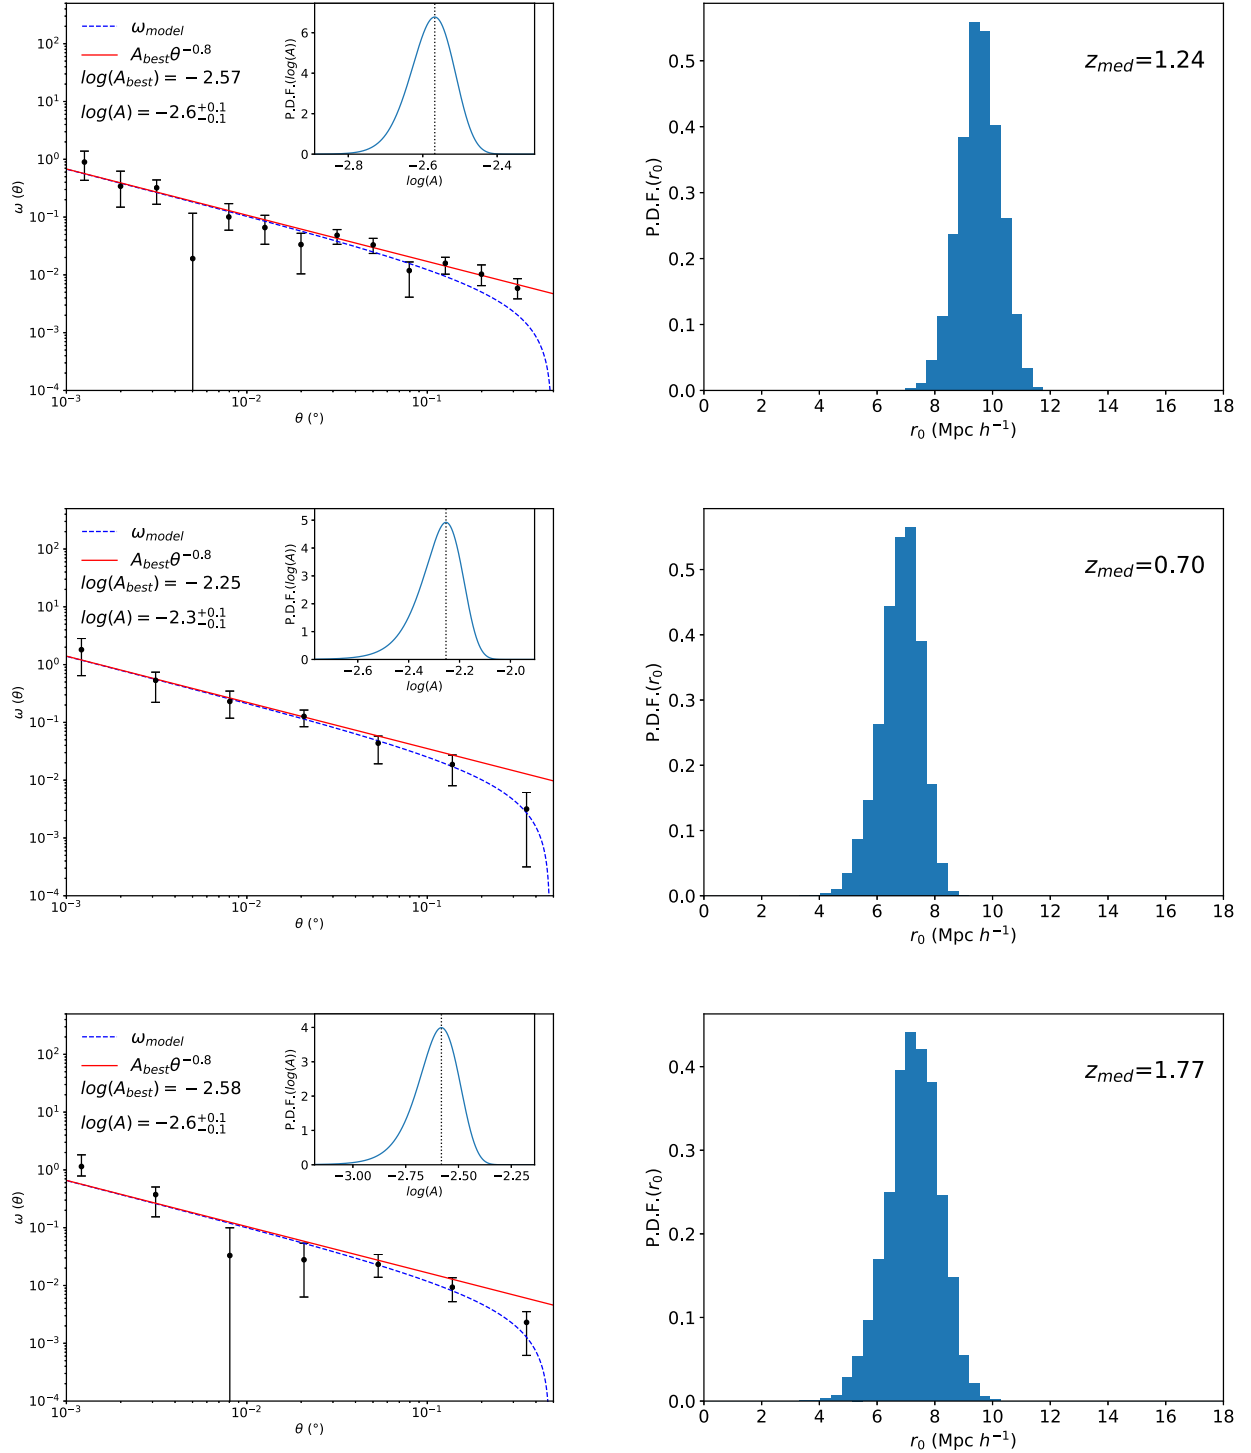 ω_model
A_bestθ^−0.8
log(A_best) = −2.57
log(A) = −2.6^+0.1_−0.1
10^2
10^1
10^0
10^−1
10^−2
10^−3
10^−4
ω (θ)
10^−3 10^−2 10^−1
θ (°)
6
4
2
0
P.D.F.(log(A))
−2.8 −2.6 −2.4
log(A)
z_med=1.24
0.5
0.4
0.3
0.2
0.1
0.0
P.D.F.(r_0)
0 2 4 6 8 10 12 14 16 18
r_0 (Mpc h^−1)
ω_model
A_bestθ^−0.8
log(A_best) = −2.25
log(A) = −2.3^+0.1_−0.1
10^2
10^1
10^0
10^−1
10^−2
10^−3
10^−4
ω (θ)
10^−3 10^−2 10^−1
θ (°)
5
4
3
2
1
0
P.D.F.(log(A))
−2.6 −2.4 −2.2 −2.0
log(A)
z_med=0.70
0.5
0.4
0.3
0.2
0.1
0.0
P.D.F.(r_0)
0 2 4 6 8 10 12 14 16 18
r_0 (Mpc h^−1)
ω_model
A_bestθ^−0.8
log(A_best) = −2.58
log(A) = −2.6^+0.1_−0.1
10^2
10^1
10^0
10^−1
10^−2
10^−3
10^−4
ω (θ)
10^−3 10^−2 10^−1
θ (°)
4
3
2
1
0
P.D.F.(log(A))
−3.00 −2.75 −2.50 −2.25
log(A)
z_med=1.77
0.4
0.3
0.2
0.1
0.0
P.D.F.(r_0)
0 2 4 6 8 10 12 14 16 18
r_0 (Mpc h^−1)